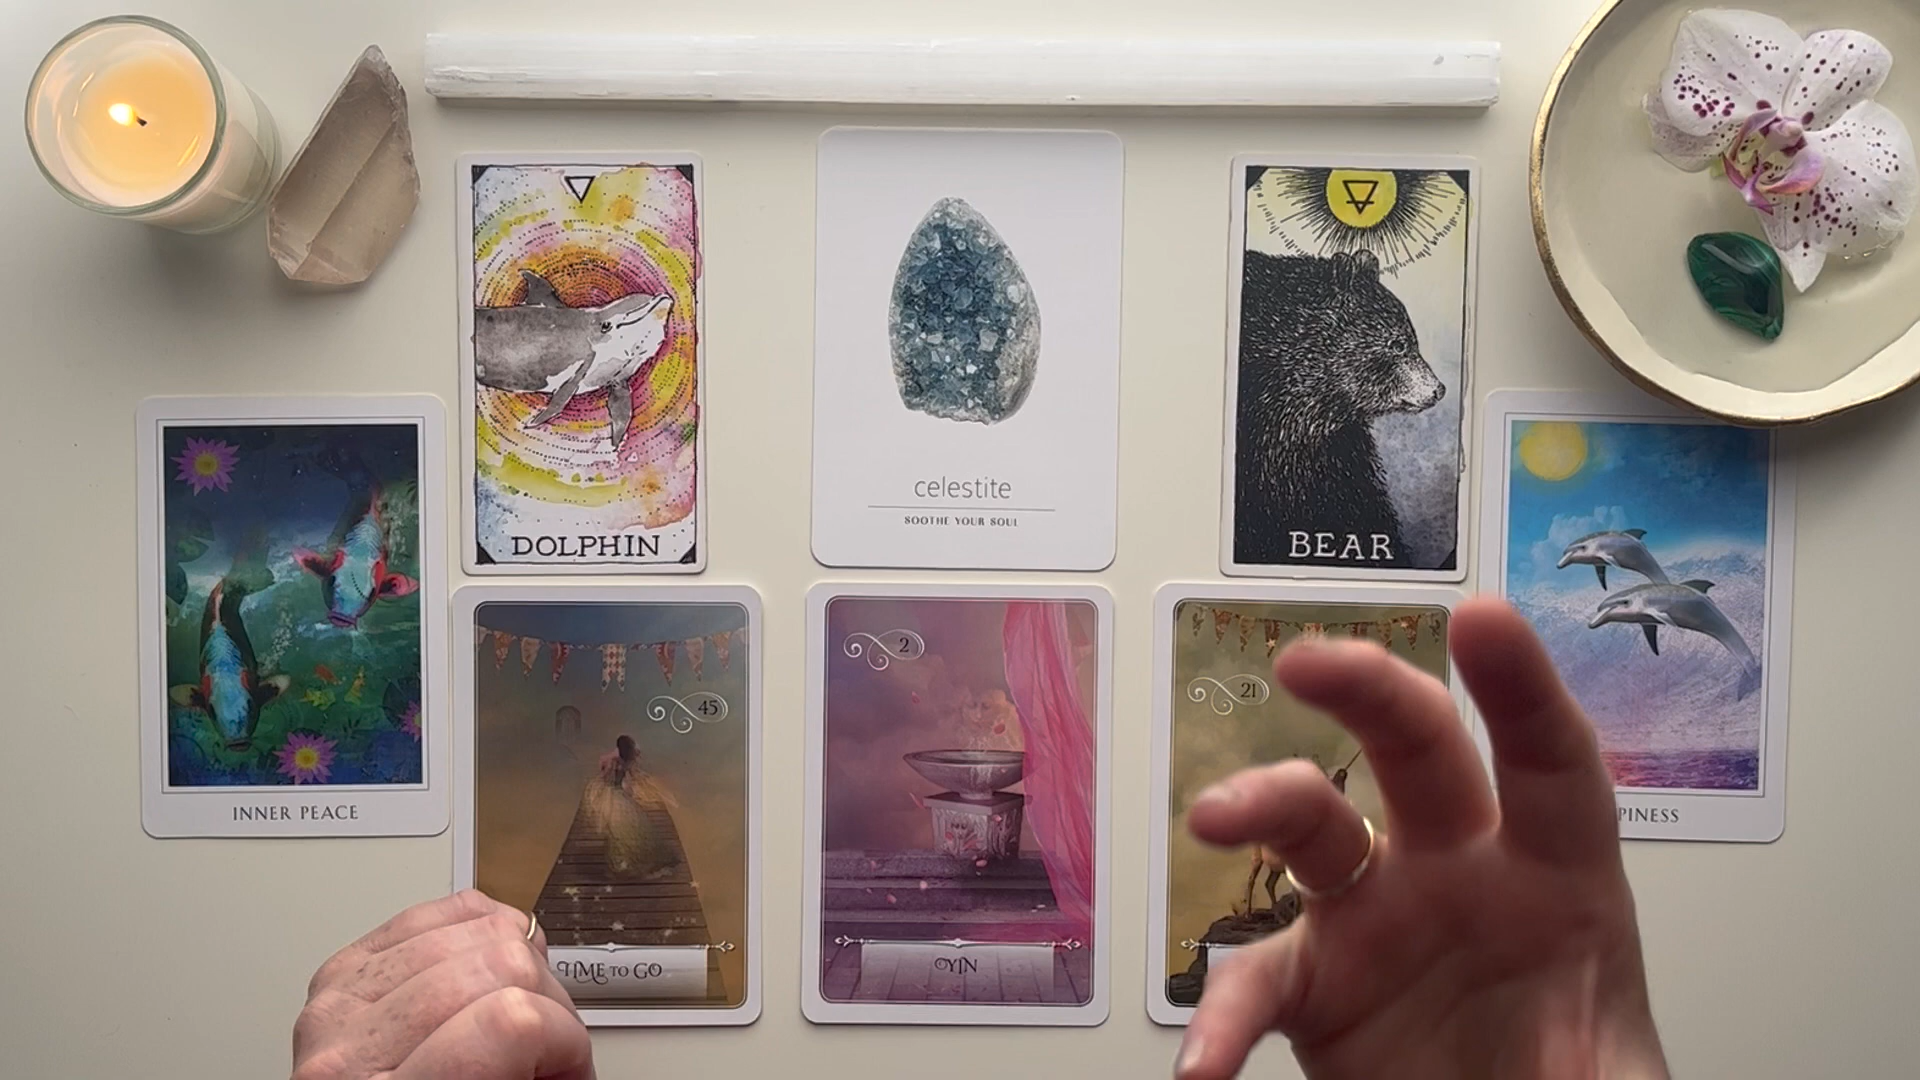 DOLPHIN
celestite
SOOTHE YOUR SOUL
BEAR
INNER PEACE
45
TIME TO GO
2
YIN
21
PINESS